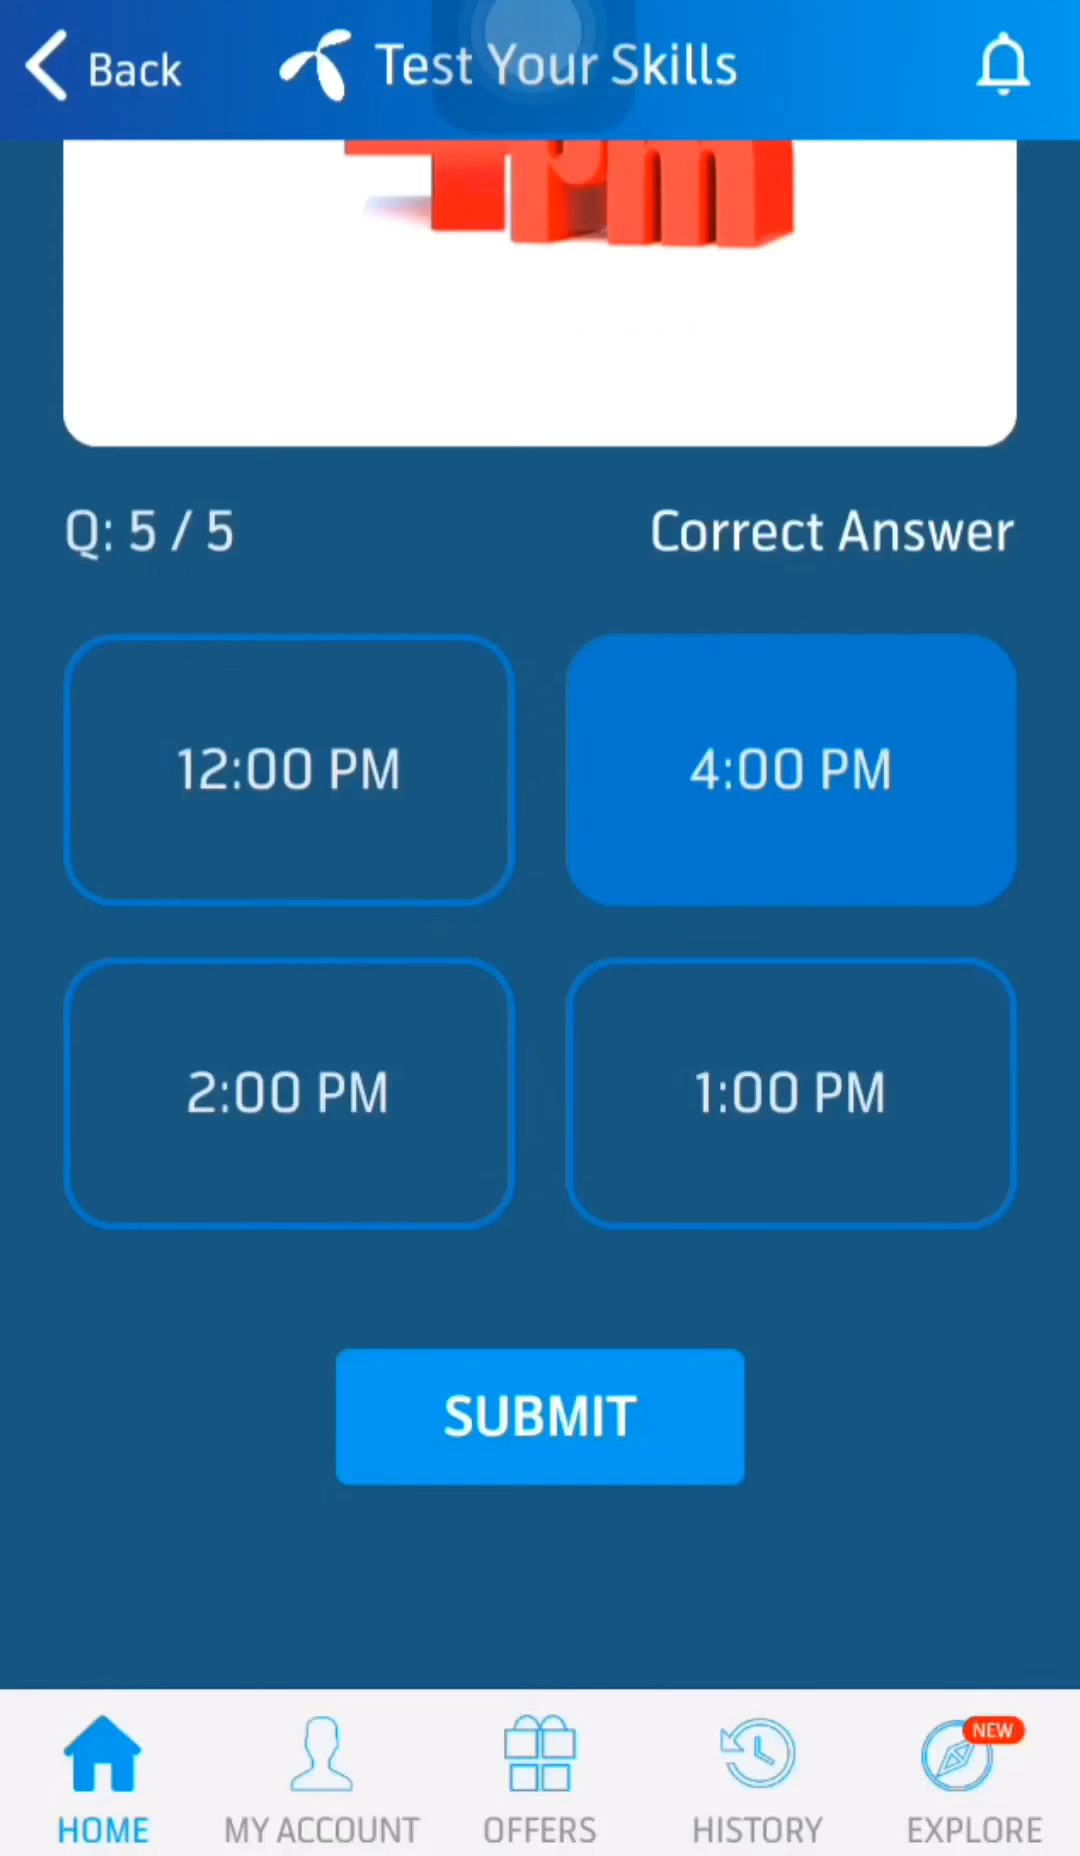 Back
Test Your Skills
pm
Q: 5 / 5
Correct Answer
12:00 PM
4:00 PM
2:00 PM
1:00 PM
SUBMIT
NEW
HOME
MY ACCOUNT
OFFERS
HISTORY
EXPLORE